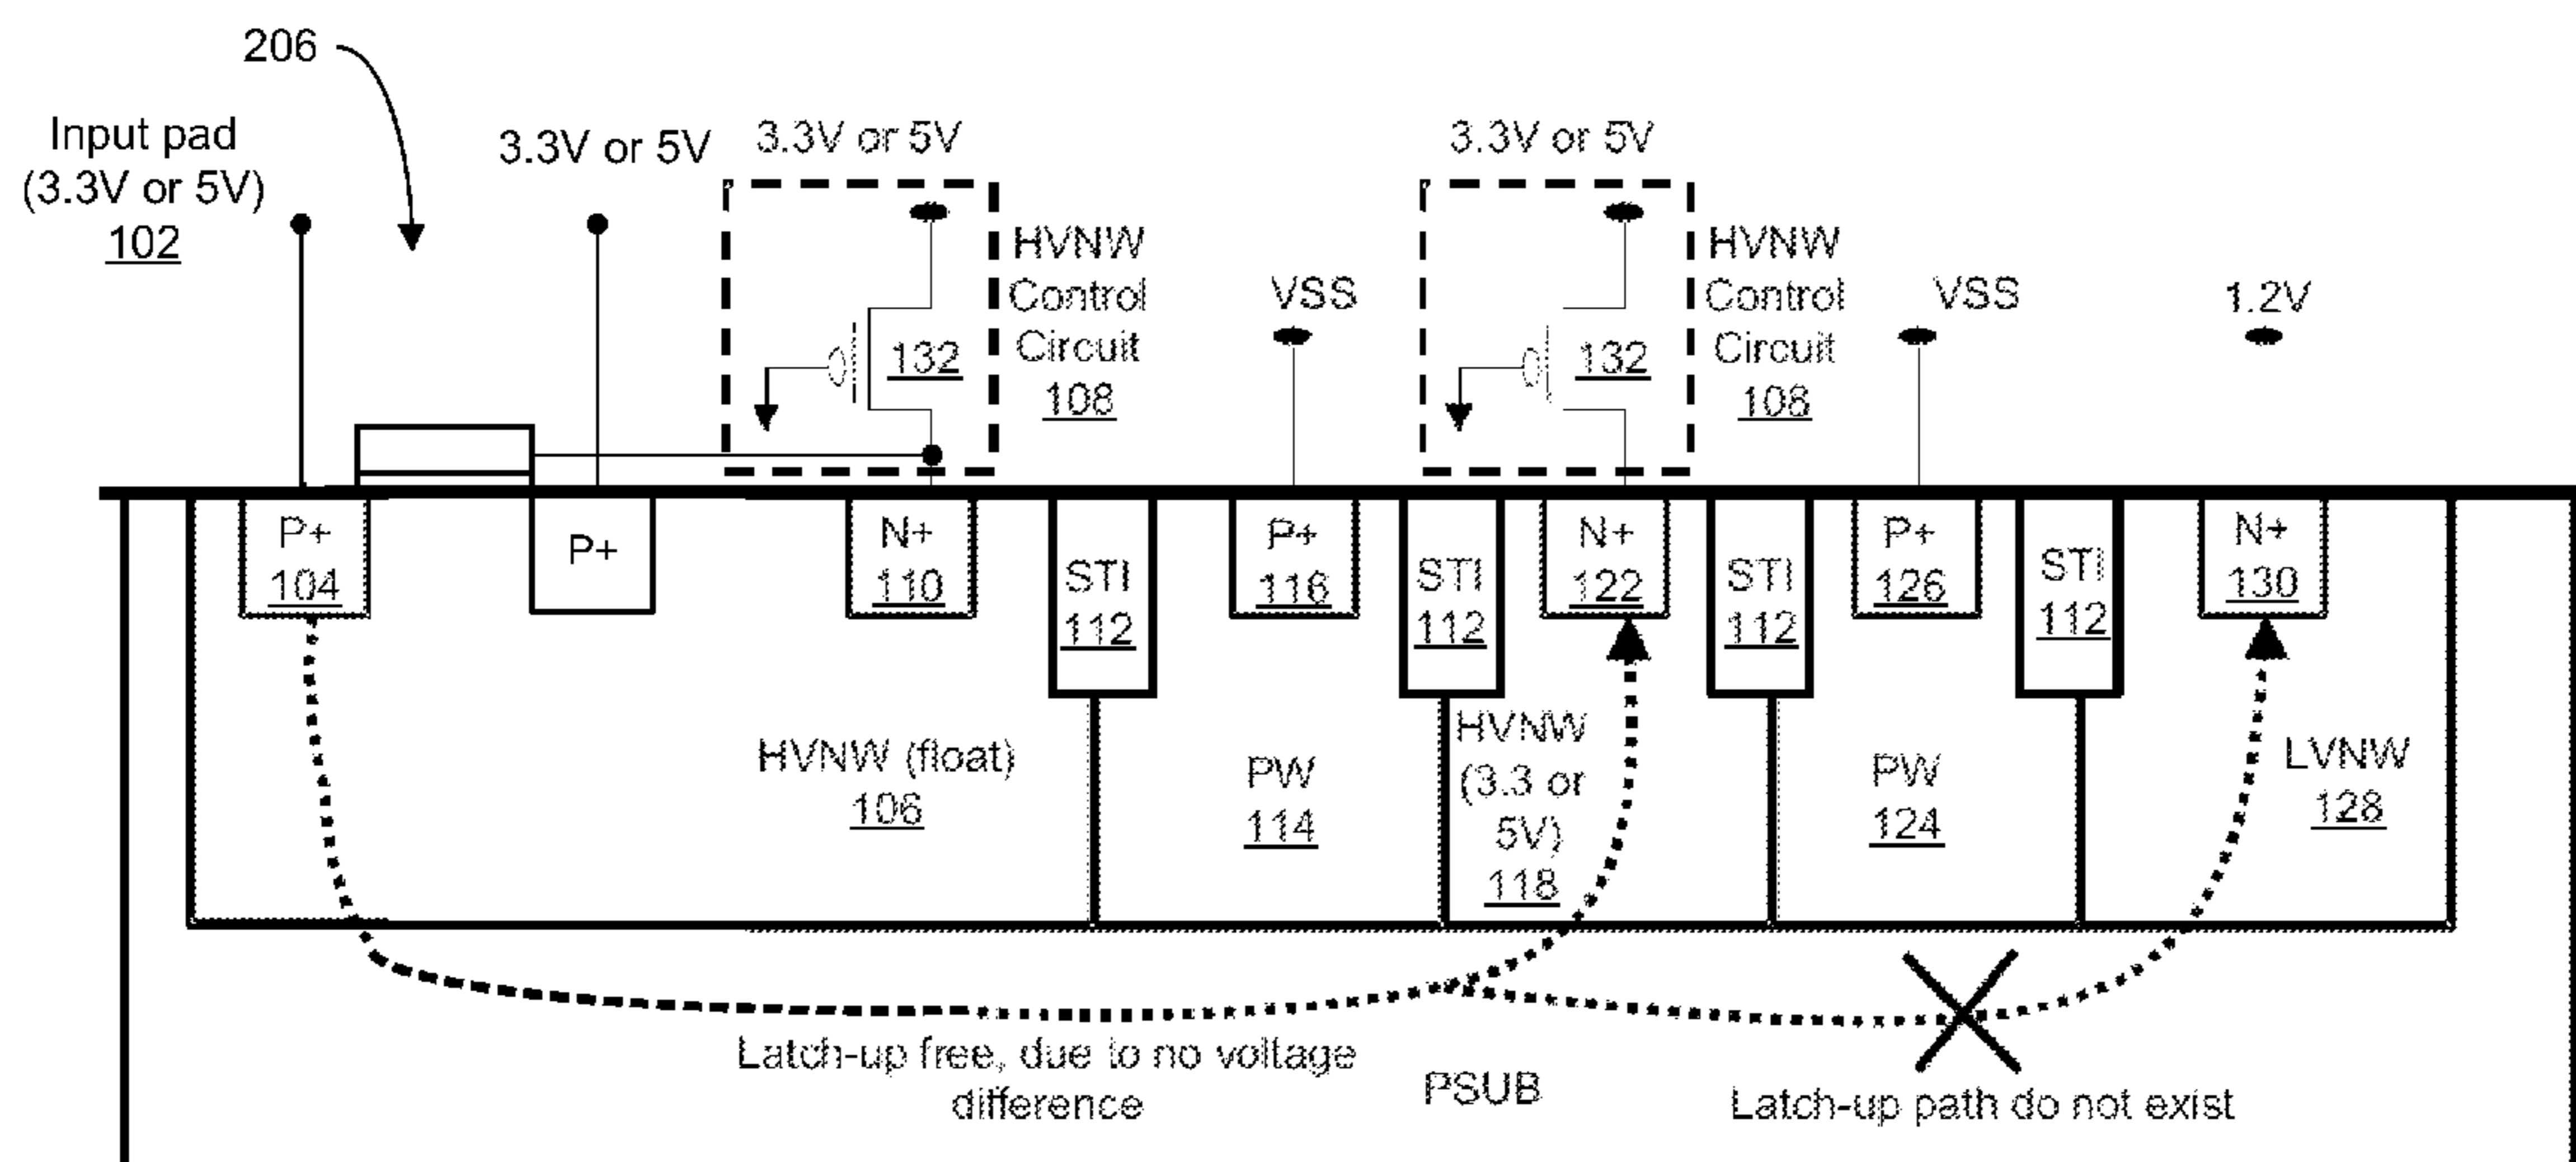 206
Input pad
(3.3V or 5V)
102
3.3V or 5V
3.3V or 5V
HVNW
Control
Circuit
108
132
VSS
3.3V or 5V
HVNW
Control
Circuit
108
132
VSS
1.2V
P+
104
P+
N+
110
STI
112
P+
116
STI
112
N+
122
STI
112
P+
126
STI
112
N+
130
HVNW (float)
106
PW
114
HVNW
(3.3 or
5V)
118
PW
124
LVNW
128
Latch-up free, due to no voltage
difference
PSUB
Latch-up path do not exist